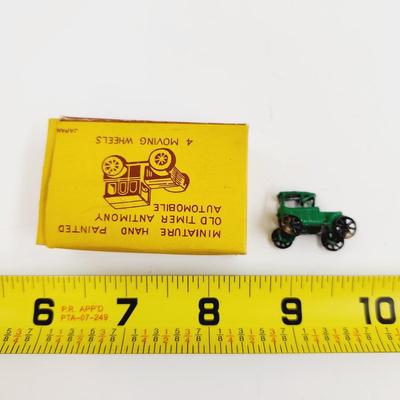 MINIATURE HAND PAINTED
OLD TIMER ANTIMONY
AUTOMOBILE
4 MOVING WHEELS
JAPAN
6 7 8 9 10
P.R. APP'D
PTA-07-249